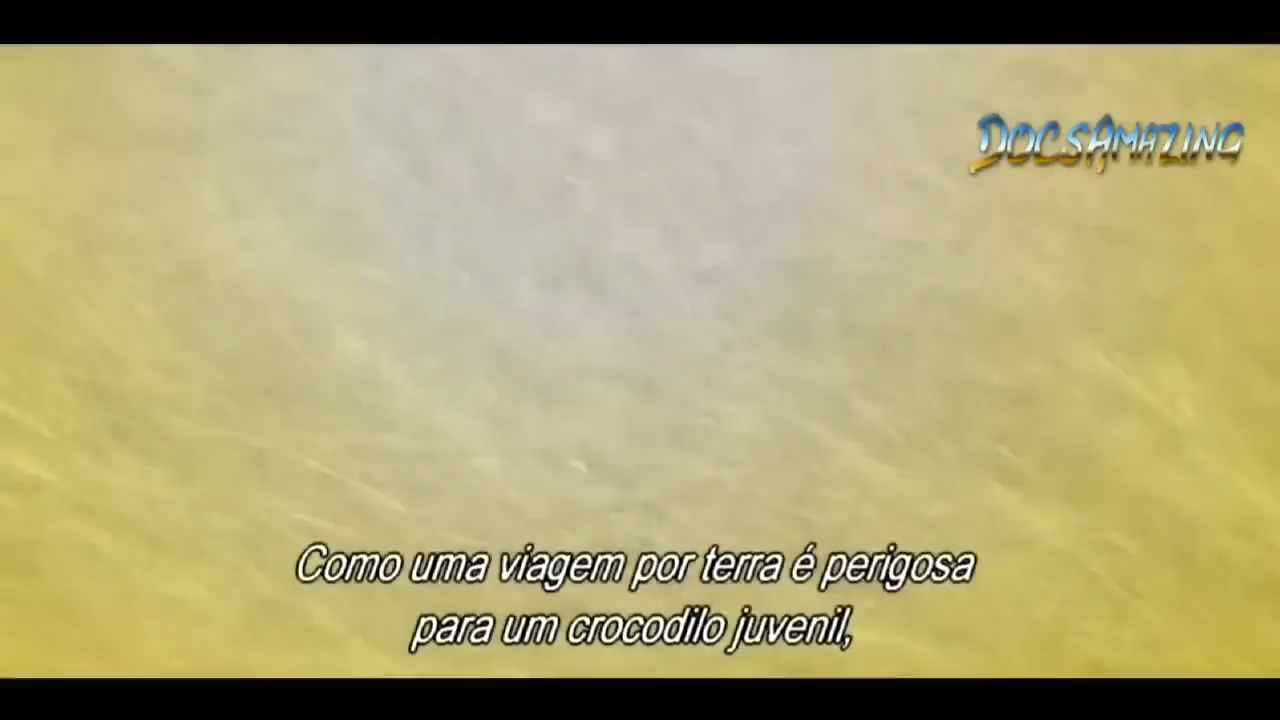 DOCSAMAZING
Como uma viagem por terra é perigosa
para um crocodilo juvenil,